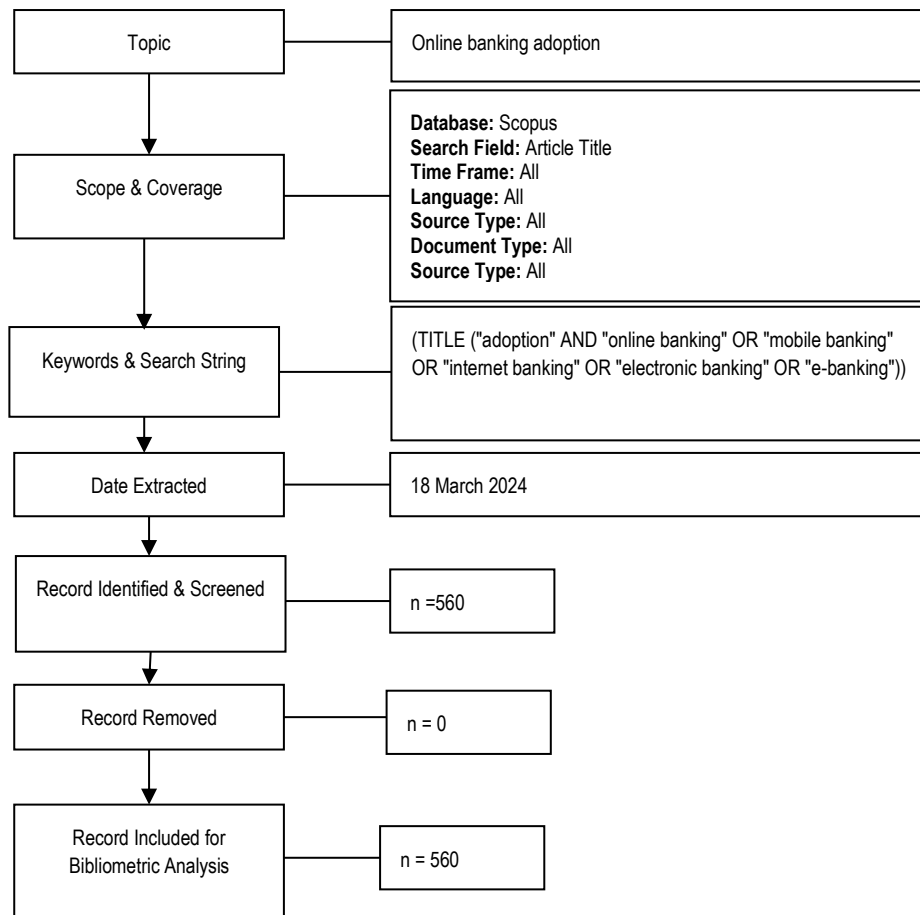 Topic
Online banking adoption
Scope & Coverage
Database: Scopus
Search Field: Article Title
Time Frame: All
Language: All
Source Type: All
Document Type: All
Source Type: All
Keywords & Search String
(TITLE ("adoption" AND "online banking" OR "mobile banking"
OR "internet banking" OR "electronic banking" OR "e-banking"))
Date Extracted
18 March 2024
Record Identified & Screened
n =560
Record Removed
n = 0
Record Included for
Bibliometric Analysis
n = 560